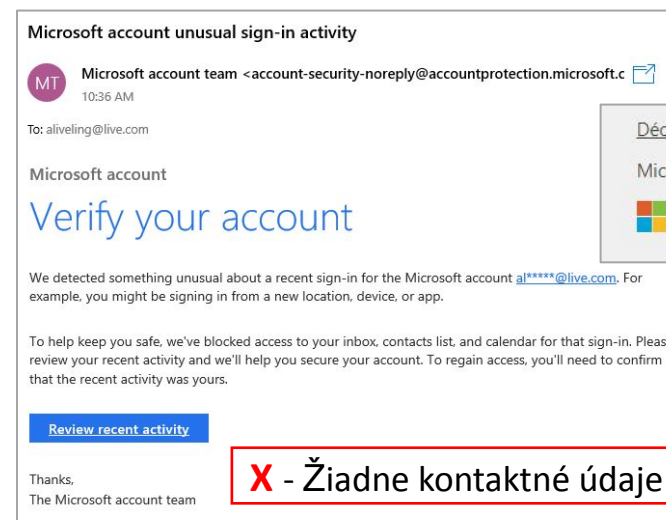 Microsoft account unusual sign-in activity
MT
Microsoft account team <account-security-noreply@accountprotection.microsoft.c
10:36 AM
To: aliveling@live.com
Déc
Mic
Microsoft account
Verify your account
We detected something unusual about a recent sign-in for the Microsoft account al*****@live.com. For
example, you might be signing in from a new location, device, or app.
To help keep you safe, we've blocked access to your inbox, contacts list, and calendar for that sign-in. Pleas
review your recent activity and we'll help you secure your account. To regain access, you'll need to confirm
that the recent activity was yours.
Review recent activity
X - Žiadne kontaktné údaje
Thanks,
The Microsoft account team